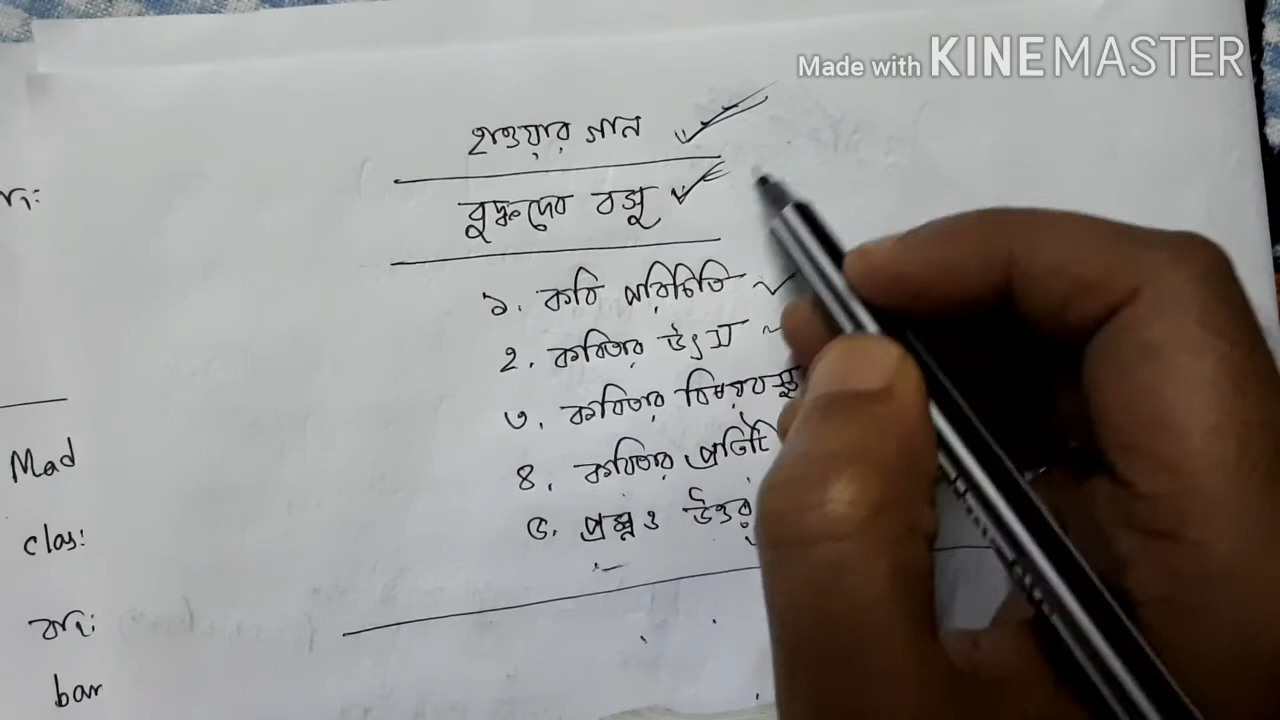 Made with KINEMASTER
হাওয়ার গান
বুদ্ধদেব বসু
১. কবি পরিচিতি
২. কবিতার উৎস
৩. কবিতার বিষয়বস্তু
৪. কবিতার প্রতিটি
৫. প্রশ্ন ও উত্তর
Mad
clas:
bar